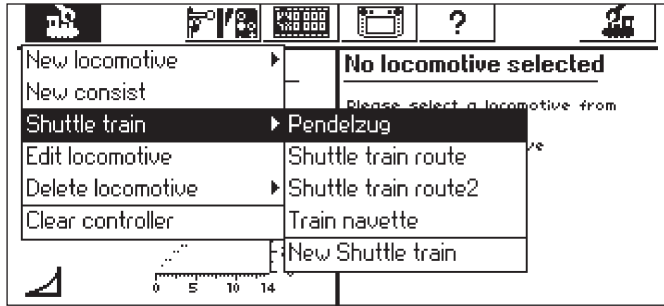 ?
New locomotive
New consist
Shuttle train
Edit locomotive
Delete locomotive
Clear controller
Pendelzug
Shuttle train route
Shuttle train route2
Train navette
New Shuttle train
No locomotive selected
Please select a locomotive from
0 5 10 14